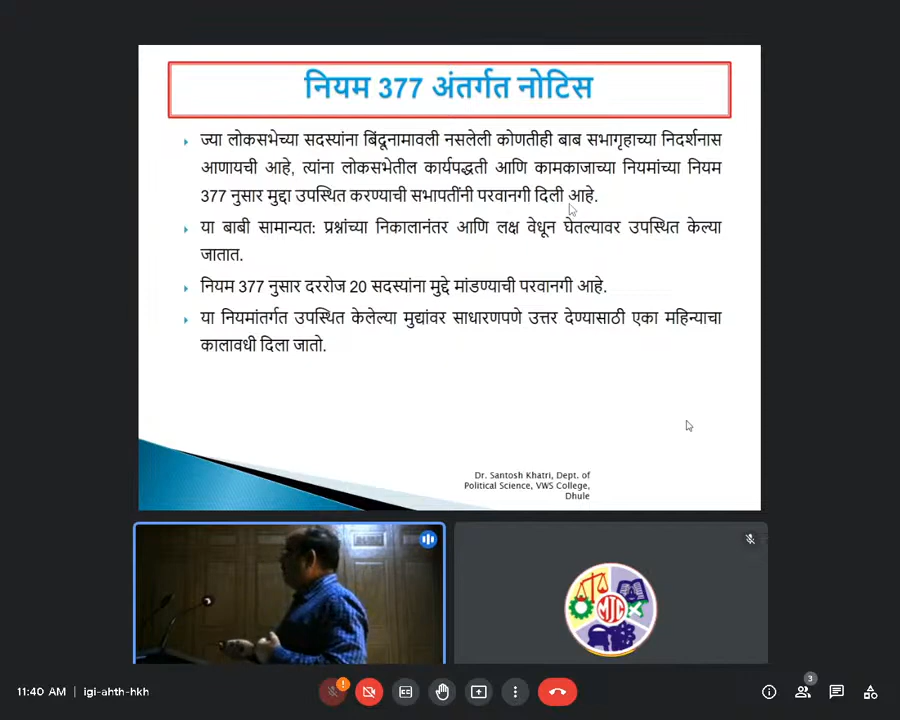 नियम 377 अंतर्गत नोटिस
ज्या लोकसभेच्या सदस्यांना बिंदूनामावली नसलेली कोणतीही बाब सभागृहाच्या निदर्शनास
आणायची आहे, त्यांना लोकसभेतील कार्यपद्धती आणि कामकाजाच्या नियमांच्या नियम
377 नुसार मुद्दा उपस्थित करण्याची सभापतींनी परवानगी दिली आहे.
या बाबी सामान्यत: प्रश्नांच्या निकालानंतर आणि लक्ष वेधून घेतल्यावर उपस्थित केल्या
जातात.
नियम 377 नुसार दररोज 20 सदस्यांना मुद्दे मांडण्याची परवानगी आहे.
या नियमांतर्गत उपस्थित केलेल्या मुद्यांवर साधारणपणे उत्तर देण्यासाठी एका महिन्याचा
कालावधी दिला जातो.
Dr. Santosh Khatri, Dept. of
Political Science, VWS College,
Dhule
MJC
11:40 AM | igi-ahth-hkh
3